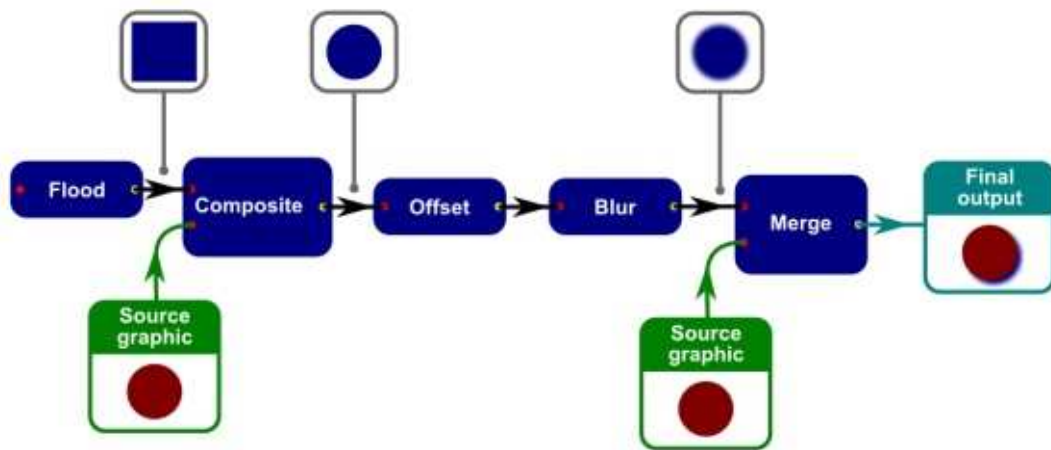 Flood
Composite
Offset
Blur
Merge
Final
output
Source
graphic
Source
graphic